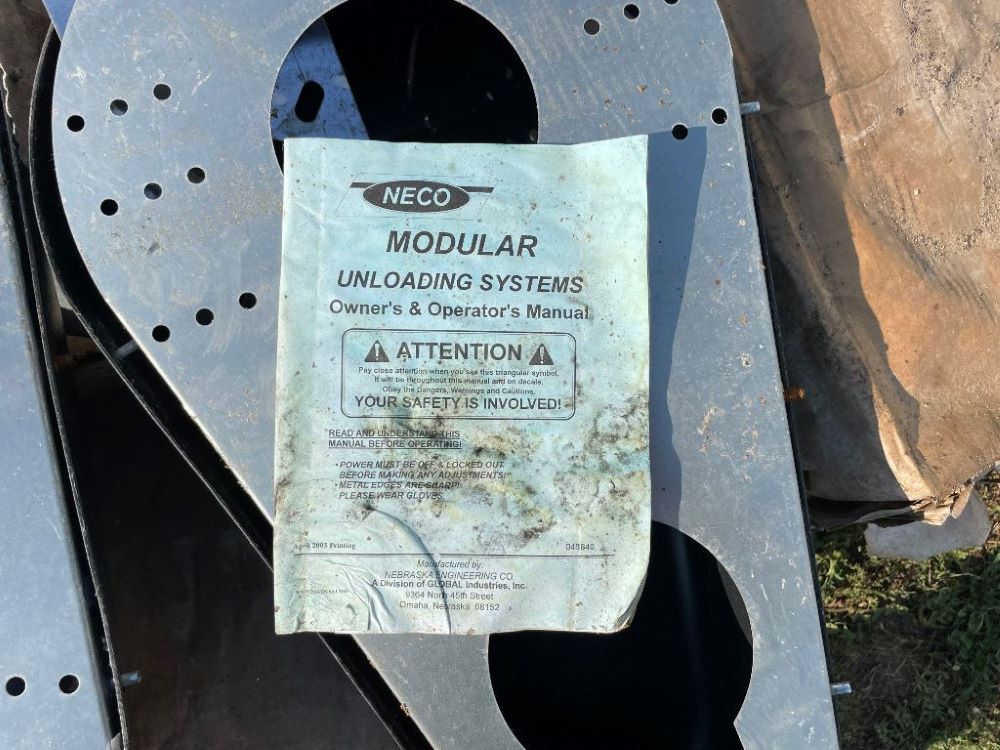 NECO
MODULAR
UNLOADING SYSTEMS
Owner's & Operator's Manual
ATTENTION
Pay close attention when you see this triangular symbol.
It will be throughout this manual and on decals.
Obey the Dangers, Warnings and Cautions.
YOUR SAFETY IS INVOLVED!
READ AND UNDERSTAND THIS
MANUAL BEFORE OPERATING!
• POWER MUST BE OFF & LOCKED OUT
BEFORE MAKING ANY ADJUSTMENTS!
• METAL EDGES ARE SHARP!
PLEASE WEAR GLOVES.
April 2005 Printing
Manufactured by:
NEBRASKA ENGINEERING CO.
A Division of GLOBAL Industries, Inc.
9364 North 45th Street
Omaha, Nebraska 68152